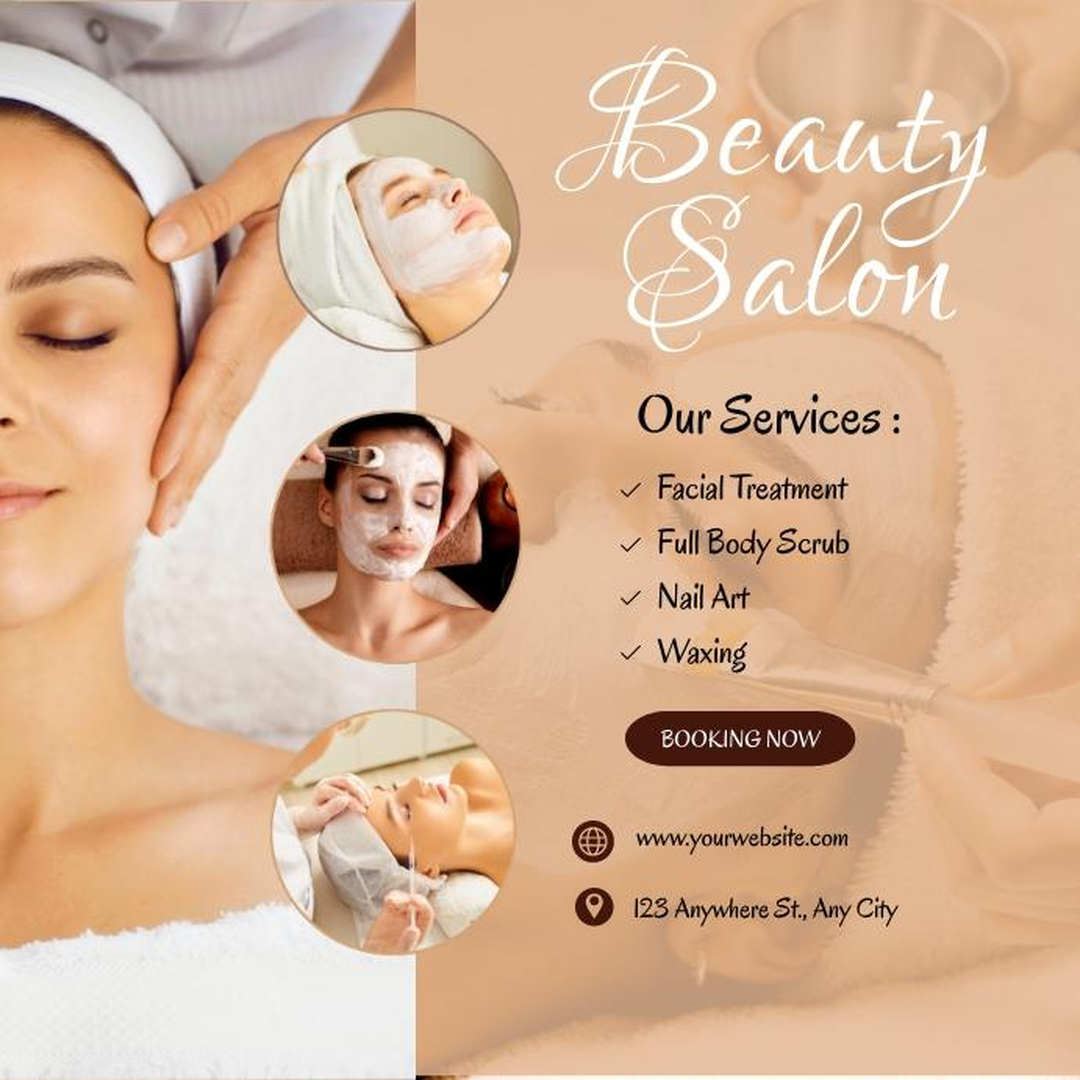 Beauty
Salon
Our Services :
Facial Treatment
Full Body Scrub
Nail Art
Waxing
BOOKING NOW
www.yourwebsite.com
123 Anywhere St., Any City